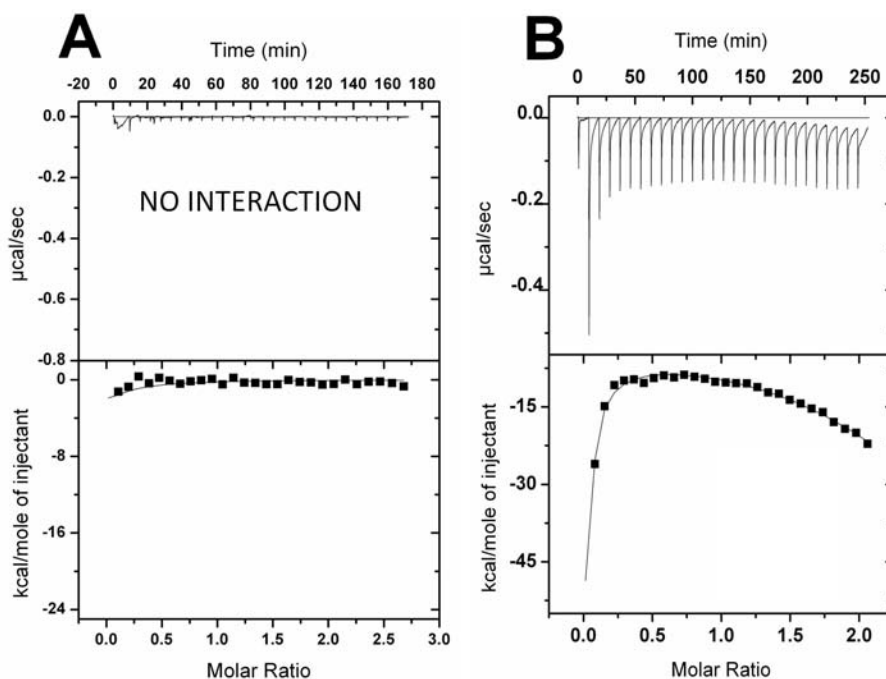 A
Time (min)
-20 0 20 40 60 80 100 120 140 160 180
0.0
-0.2
-0.4
-0.6
-0.8
µcal/sec
NO INTERACTION
0
-8
-16
-24
kcal/mole of injectant
0.0 0.5 1.0 1.5 2.0 2.5 3.0
Molar Ratio
B
Time (min)
0 50 100 150 200 250
0.0
-0.2
-0.4
µcal/sec
-15
-30
-45
kcal/mole of injectant
0.0 0.5 1.0 1.5 2.0
Molar Ratio